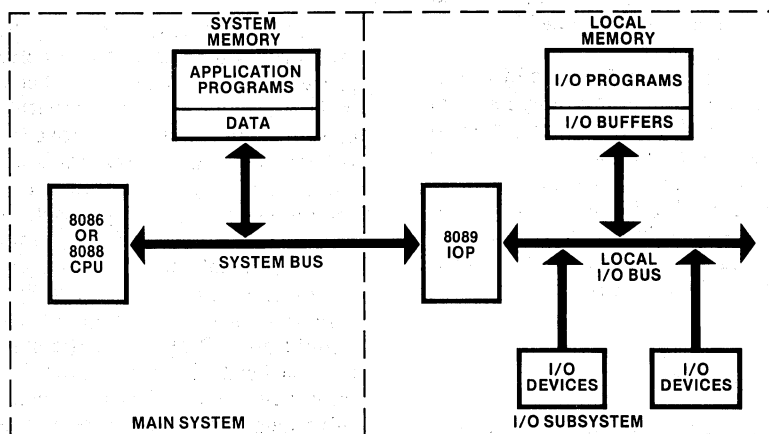 SYSTEM
MEMORY
APPLICATION
PROGRAMS
DATA
8086
OR
8088
CPU
SYSTEM BUS
MAIN SYSTEM
LOCAL
MEMORY
I/O PROGRAMS
I/O BUFFERS
8089
IOP
LOCAL
I/O BUS
I/O
DEVICES
I/O
DEVICES
I/O SUBSYSTEM